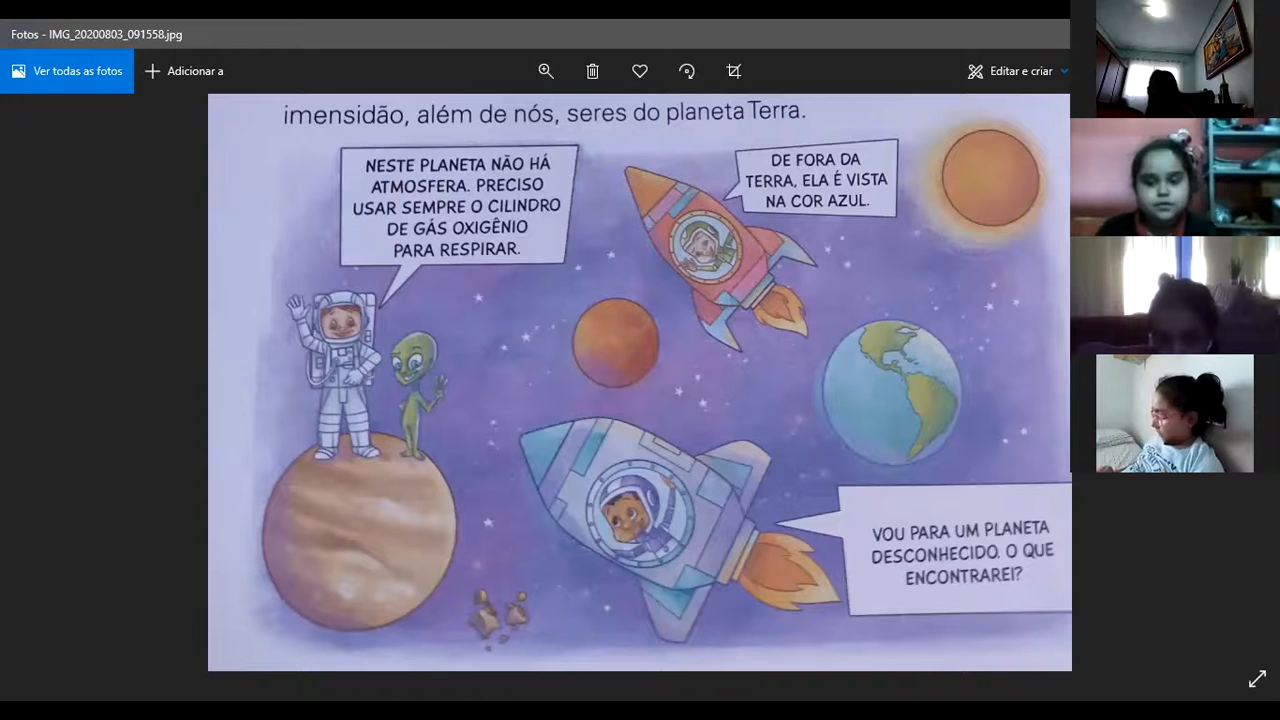 Fotos - IMG_20200803_091558.jpg
Ver todas as fotos
Adicionar a
Editar e criar
imensidão, além de nós, seres do planeta Terra.
NESTE PLANETA NÃO HÁ
ATMOSFERA. PRECISO
USAR SEMPRE O CILINDRO
DE GÁS OXIGÊNIO
PARA RESPIRAR.
DE FORA DA
TERRA, ELA É VISTA
NA COR AZUL.
VOU PARA UM PLANETA
DESCONHECIDO. O QUE
ENCONTRAREI?